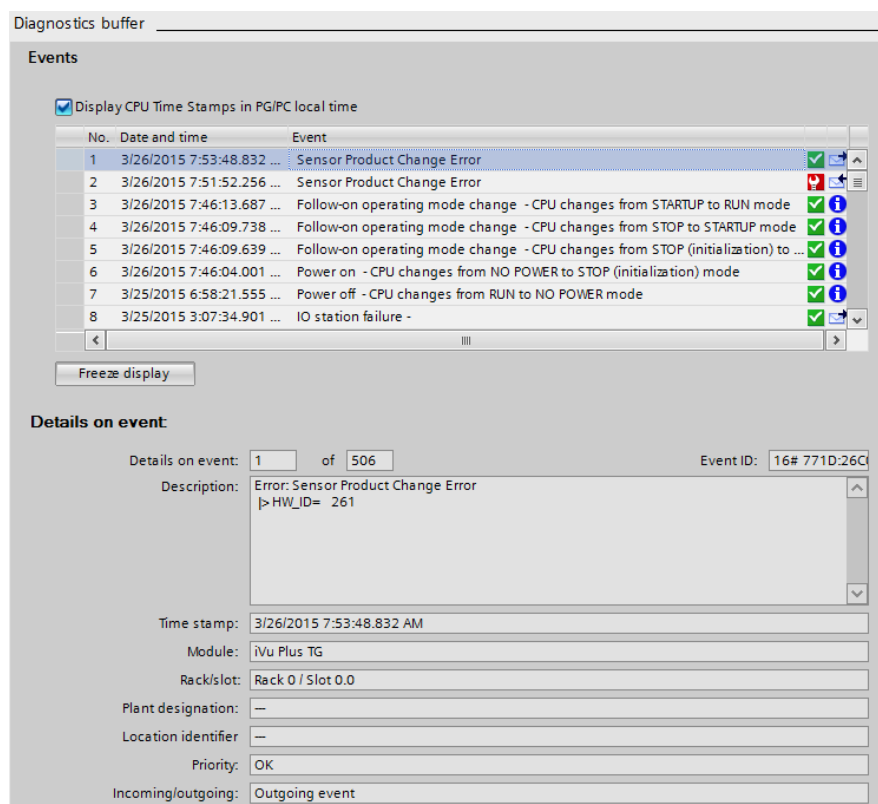 Diagnostics buffer
Events
Display CPU Time Stamps in PG/PC local time
No. Date and time Event
1 3/26/2015 7:53:48.832 ... Sensor Product Change Error
2 3/26/2015 7:51:52.256 ... Sensor Product Change Error
3 3/26/2015 7:46:13.687 ... Follow-on operating mode change - CPU changes from STARTUP to RUN mode
4 3/26/2015 7:46:09.738 ... Follow-on operating mode change - CPU changes from STOP to STARTUP mode
5 3/26/2015 7:46:09.639 ... Follow-on operating mode change - CPU changes from STOP (initialization) to ...
6 3/26/2015 7:46:04.001 ... Power on - CPU changes from NO POWER to STOP (initialization) mode
7 3/25/2015 6:58:21.555 ... Power off - CPU changes from RUN to NO POWER mode
8 3/25/2015 3:07:34.901 ... IO station failure -
Freeze display
Details on event:
Details on event: 1 of 506 Event ID: 16# 771D:26C
Description: Error: Sensor Product Change Error
|> HW_ID= 261
Time stamp: 3/26/2015 7:53:48.832 AM
Module: iVu Plus TG
Rack/slot: Rack 0 / Slot 0.0
Plant designation: ---
Location identifier ---
Priority: OK
Incoming/outgoing: Outgoing event